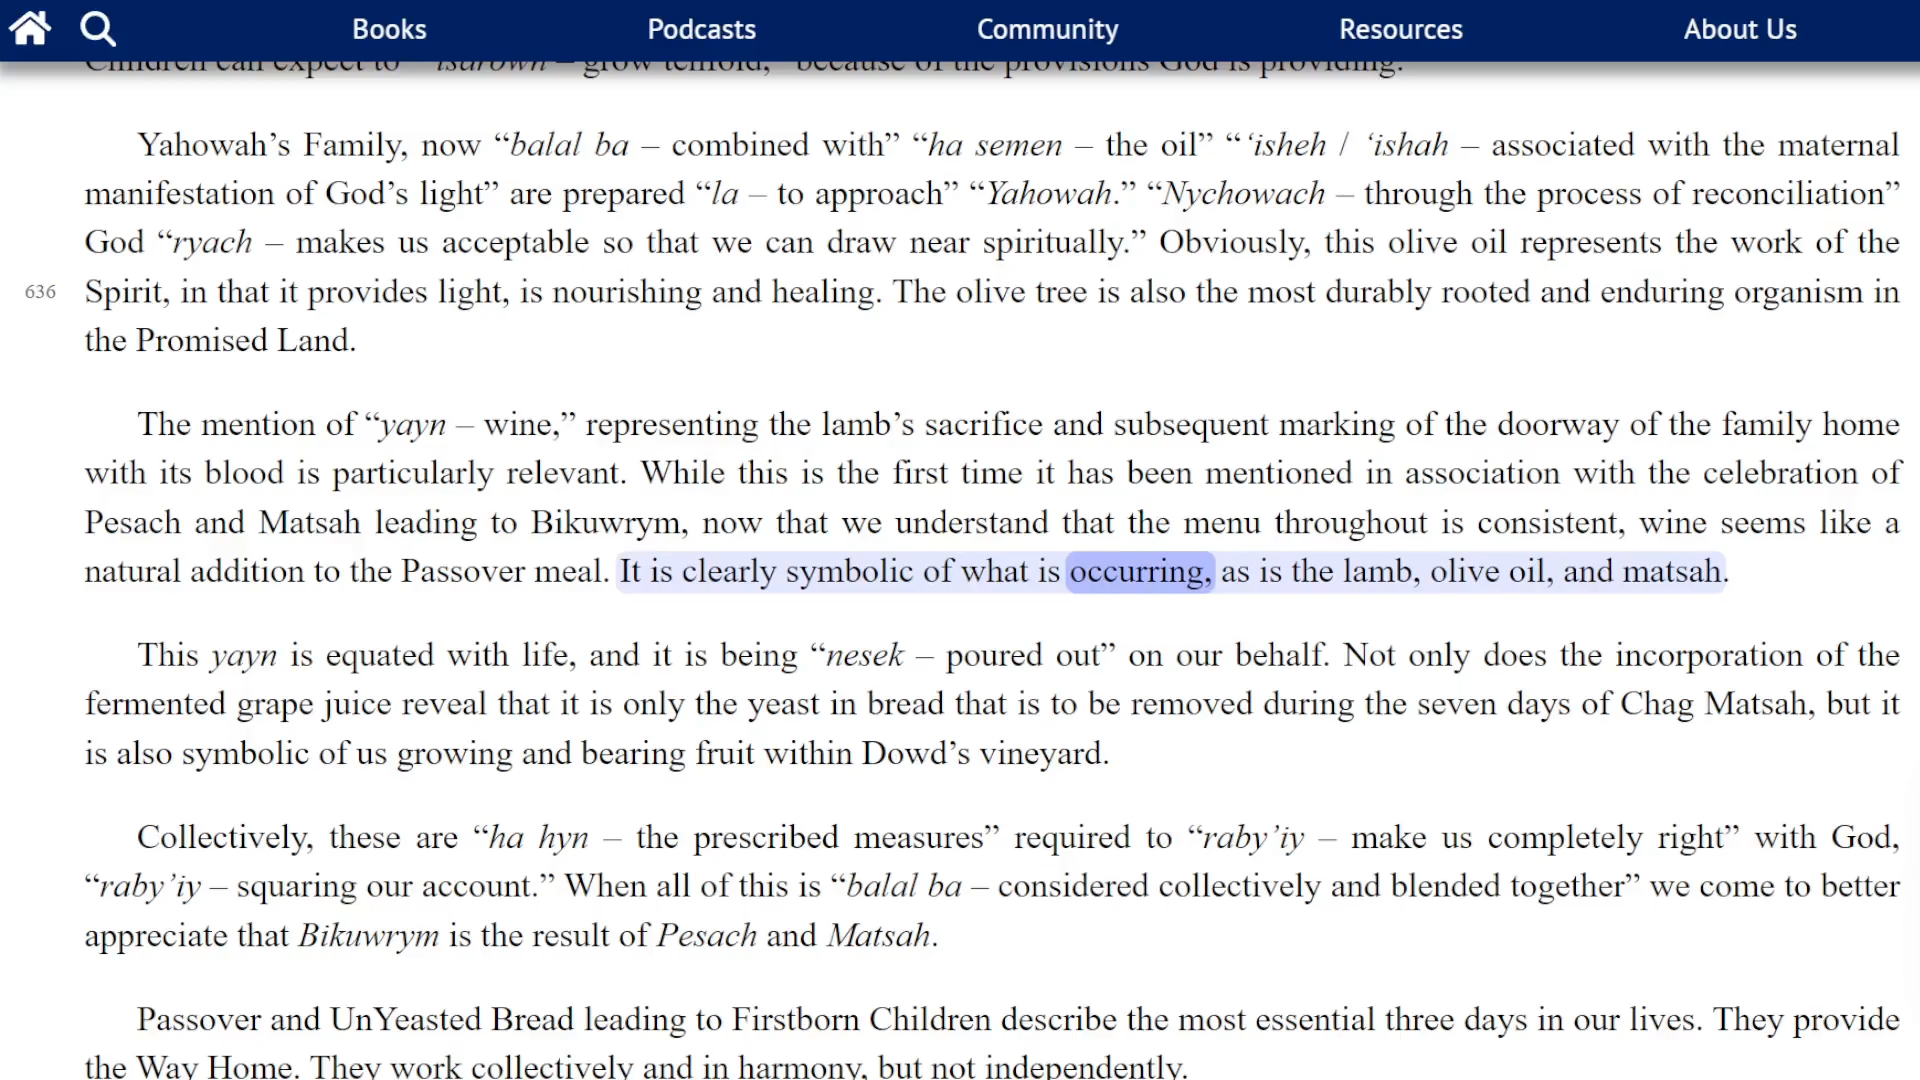 Books Podcasts Community Resources About Us
Children can expect to “‘isarown – grow tenfold,” because of the provisions God is providing.
Yahowah’s Family, now “balal ba – combined with” “ha semen – the oil” “‘isheh / ‘ishah – associated with the maternal
manifestation of God’s light” are prepared “la – to approach” “Yahowah.” “Nychowach – through the process of reconciliation”
God “ryach – makes us acceptable so that we can draw near spiritually.” Obviously, this olive oil represents the work of the
636 Spirit, in that it provides light, is nourishing and healing. The olive tree is also the most durably rooted and enduring organism in
the Promised Land.
The mention of “yayn – wine,” representing the lamb’s sacrifice and subsequent marking of the doorway of the family home
with its blood is particularly relevant. While this is the first time it has been mentioned in association with the celebration of
Pesach and Matsah leading to Bikuwrym, now that we understand that the menu throughout is consistent, wine seems like a
natural addition to the Passover meal. It is clearly symbolic of what is occurring, as is the lamb, olive oil, and matsah.
This yayn is equated with life, and it is being “nesek – poured out” on our behalf. Not only does the incorporation of the
fermented grape juice reveal that it is only the yeast in bread that is to be removed during the seven days of Chag Matsah, but it
is also symbolic of us growing and bearing fruit within Dowd’s vineyard.
Collectively, these are “ha hyn – the prescribed measures” required to “raby’iy – make us completely right” with God,
“raby’iy – squaring our account.” When all of this is “balal ba – considered collectively and blended together” we come to better
appreciate that Bikuwrym is the result of Pesach and Matsah.
Passover and UnYeasted Bread leading to Firstborn Children describe the most essential three days in our lives. They provide
the Way Home. They work collectively and in harmony, but not independently.